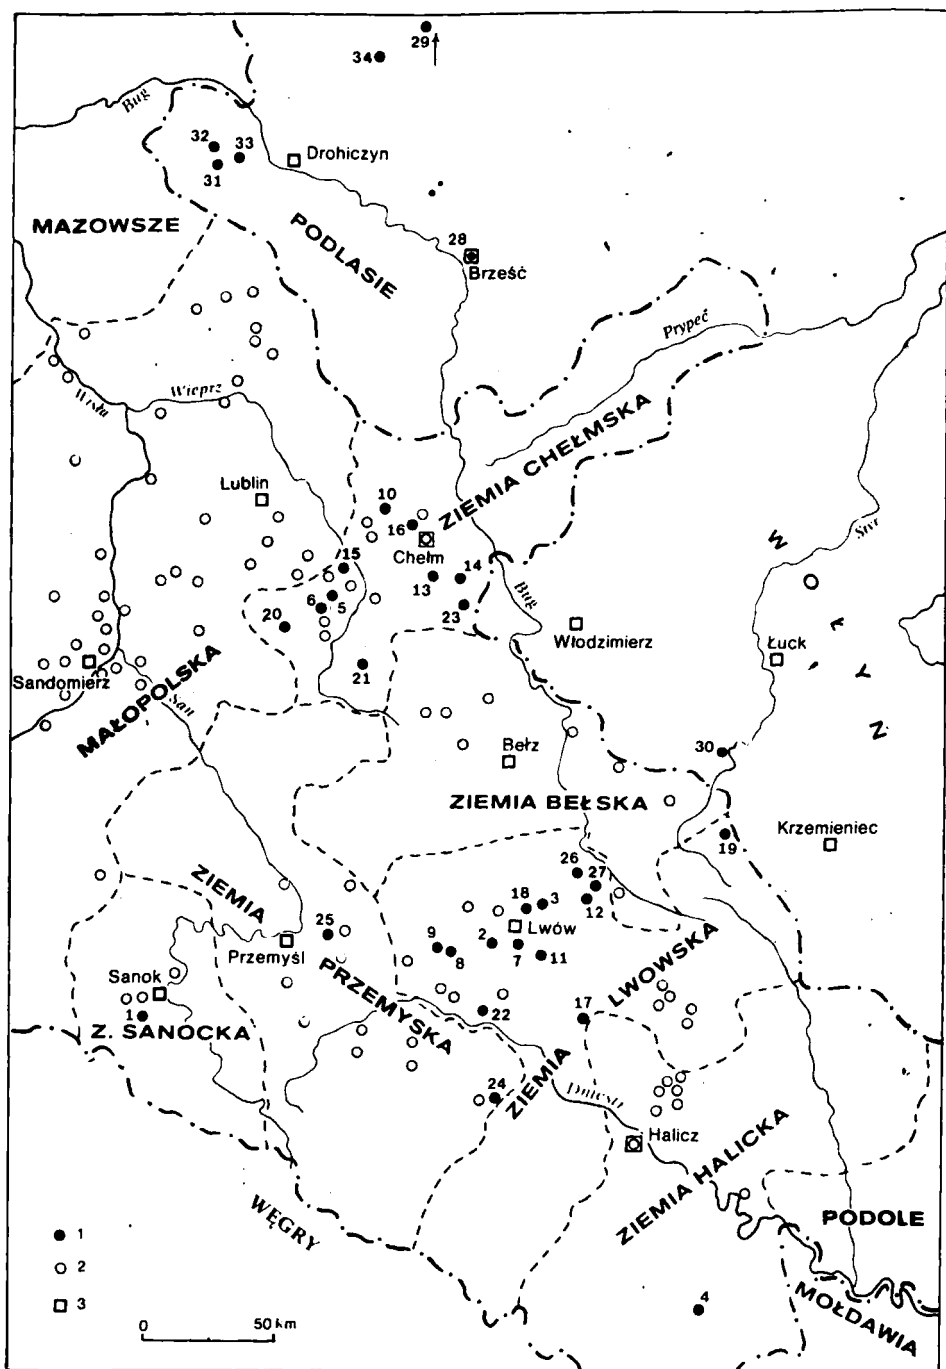 29
34
Bug
32
33
31
Drohiczyn
MAZOWSZE
PODLASIE
28
Brześć
Prypeć
Wisła
Wieprz
ZIEMIA CHEŁMSKA
Lublin
10
16
Chełm
Styr
WOŁYŃ
15
13
14
Bug
6
5
20
23
Włodzimierz
Łuck
21
Sandomierz
MAŁOPOLSKA
San
30
Bełz
ZIEMIA BEŁSKA
19
Krzemieniec
26
27
12
ZIEMIA
18
3
Lwów
25
9
8
2
7
11
Przemyśl
LWOWSKA
PRZEMYSKA
Sanok
1
22
17
Z. SANOCKA
ZIEMIA
24
Dniestr
Halicz
ZIEMIA HALICKA
WĘGRY
PODOLE
1
2
3
4
MOŁDAWIA
0
50 km